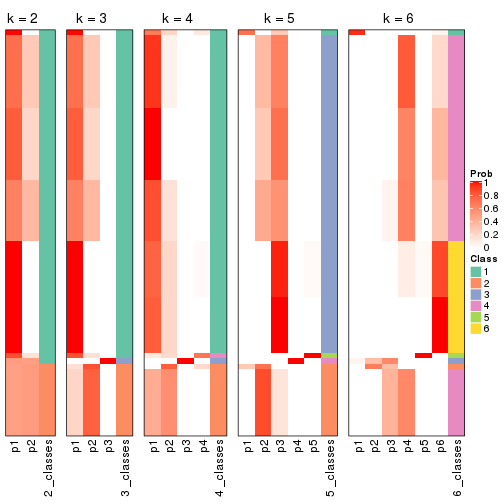 k = 2
k = 3
k = 4
k = 5
k = 6
Prob
1
0.8
0.6
0.4
0.2
0
Class
1
2
3
4
5
6
p1
p2
2_classes
p1
p2
p3
3_classes
p1
p2
p3
p4
4_classes
p1
p2
p3
p4
p5
5_classes
p1
p2
p3
p4
p5
p6
6_classes